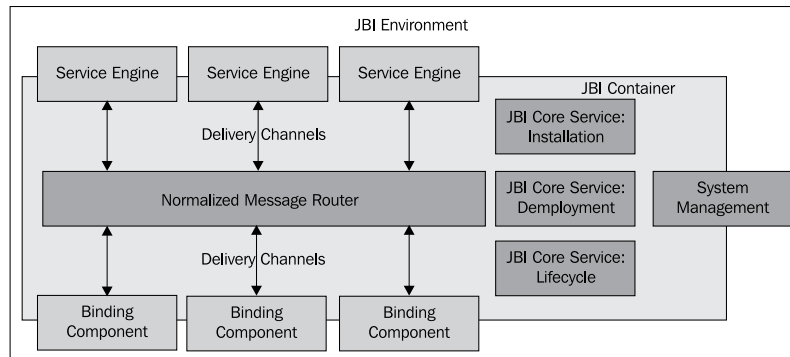 JBI Environment
Service Engine
Service Engine
Service Engine
JBI Container
Delivery Channels
JBI Core Service:
Installation
Normalized Message Router
JBI Core Service:
Demployment
System
Management
Delivery Channels
JBI Core Service:
Lifecycle
Binding
Component
Binding
Component
Binding
Component